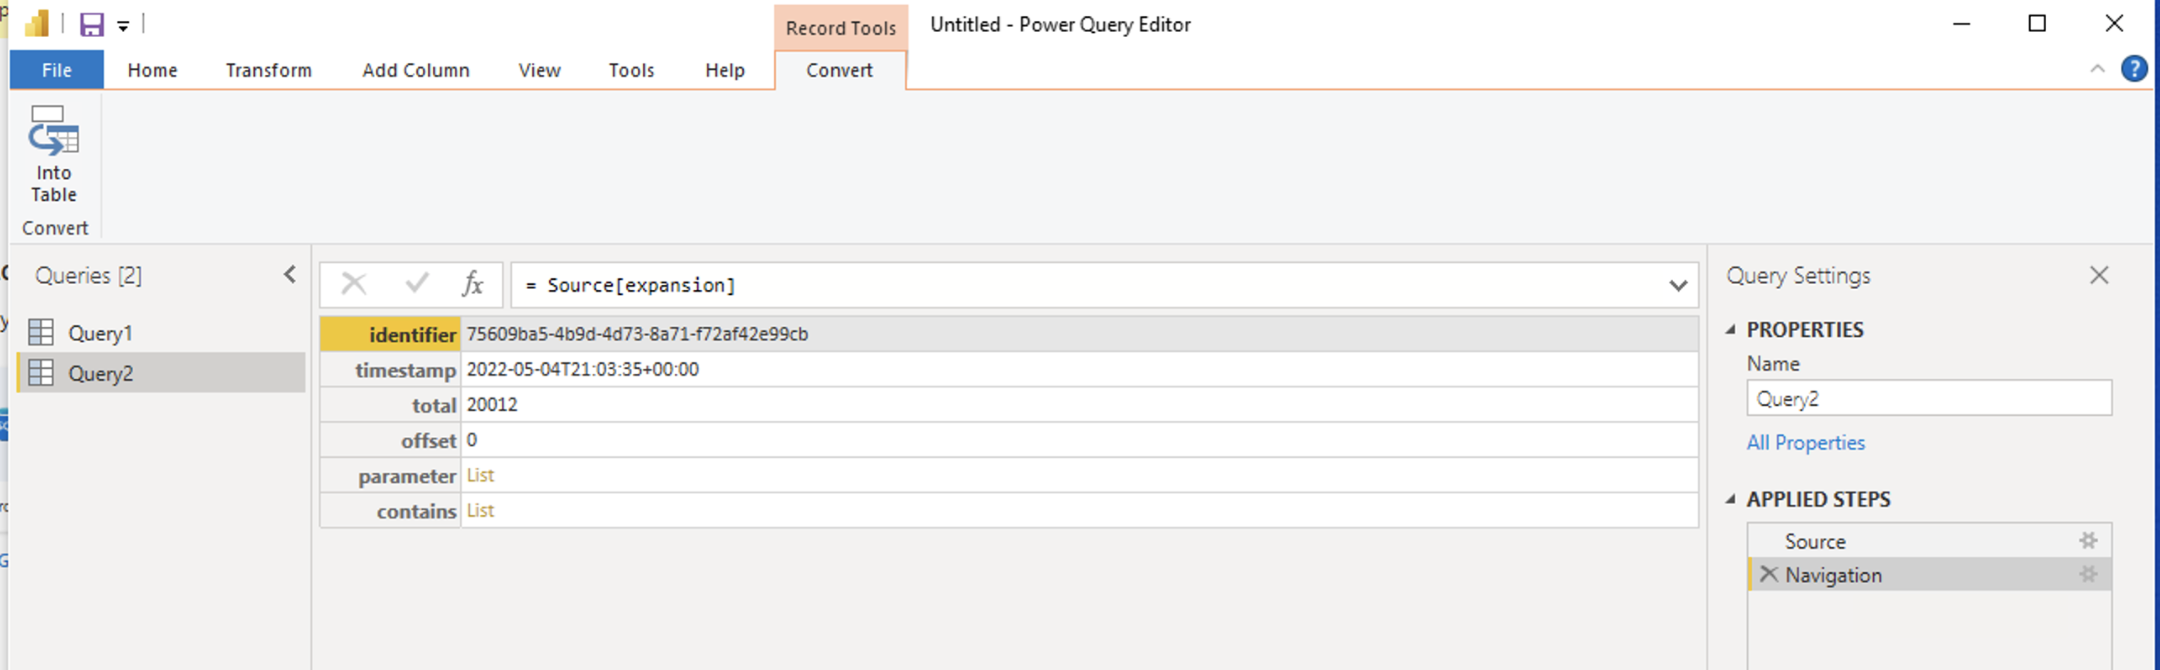 Record Tools
Untitled - Power Query Editor
File
Home
Transform
Add Column
View
Tools
Help
Convert
?
Into
Table
Convert
Queries [2]
Query1
Query2
fx
= Source[expansion]
identifier 75609ba5-4b9d-4d73-8a71-f72af42e99cb
timestamp 2022-05-04T21:03:35+00:00
total 20012
offset 0
parameter List
contains List
Query Settings
PROPERTIES
Name
Query2
All Properties
APPLIED STEPS
Source
Navigation